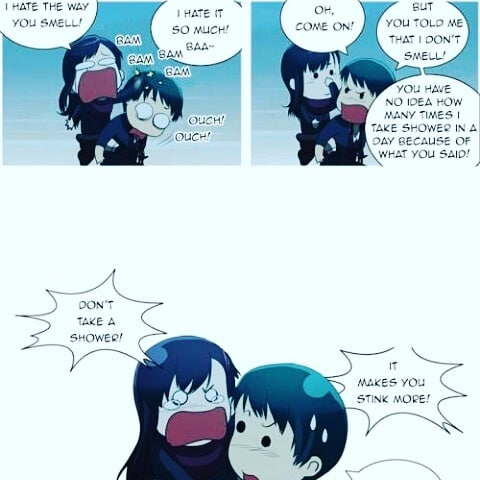 I HATE THE WAY
YOU SMELL!
I HATE IT
SO MUCH!
BAA~
BAM
BAM
BAM
BAM
OUCH!
OUCH!
OH,
COME ON!
BUT
YOU TOLD ME
THAT I DON'T
SMELL!
YOU HAVE
NO IDEA HOW
MANY TIMES I
TAKE SHOWER IN A
DAY BECAUSE OF
WHAT YOU SAID!
DON'T
TAKE A
SHOWER!
IT
MAKES YOU
STINK MORE!